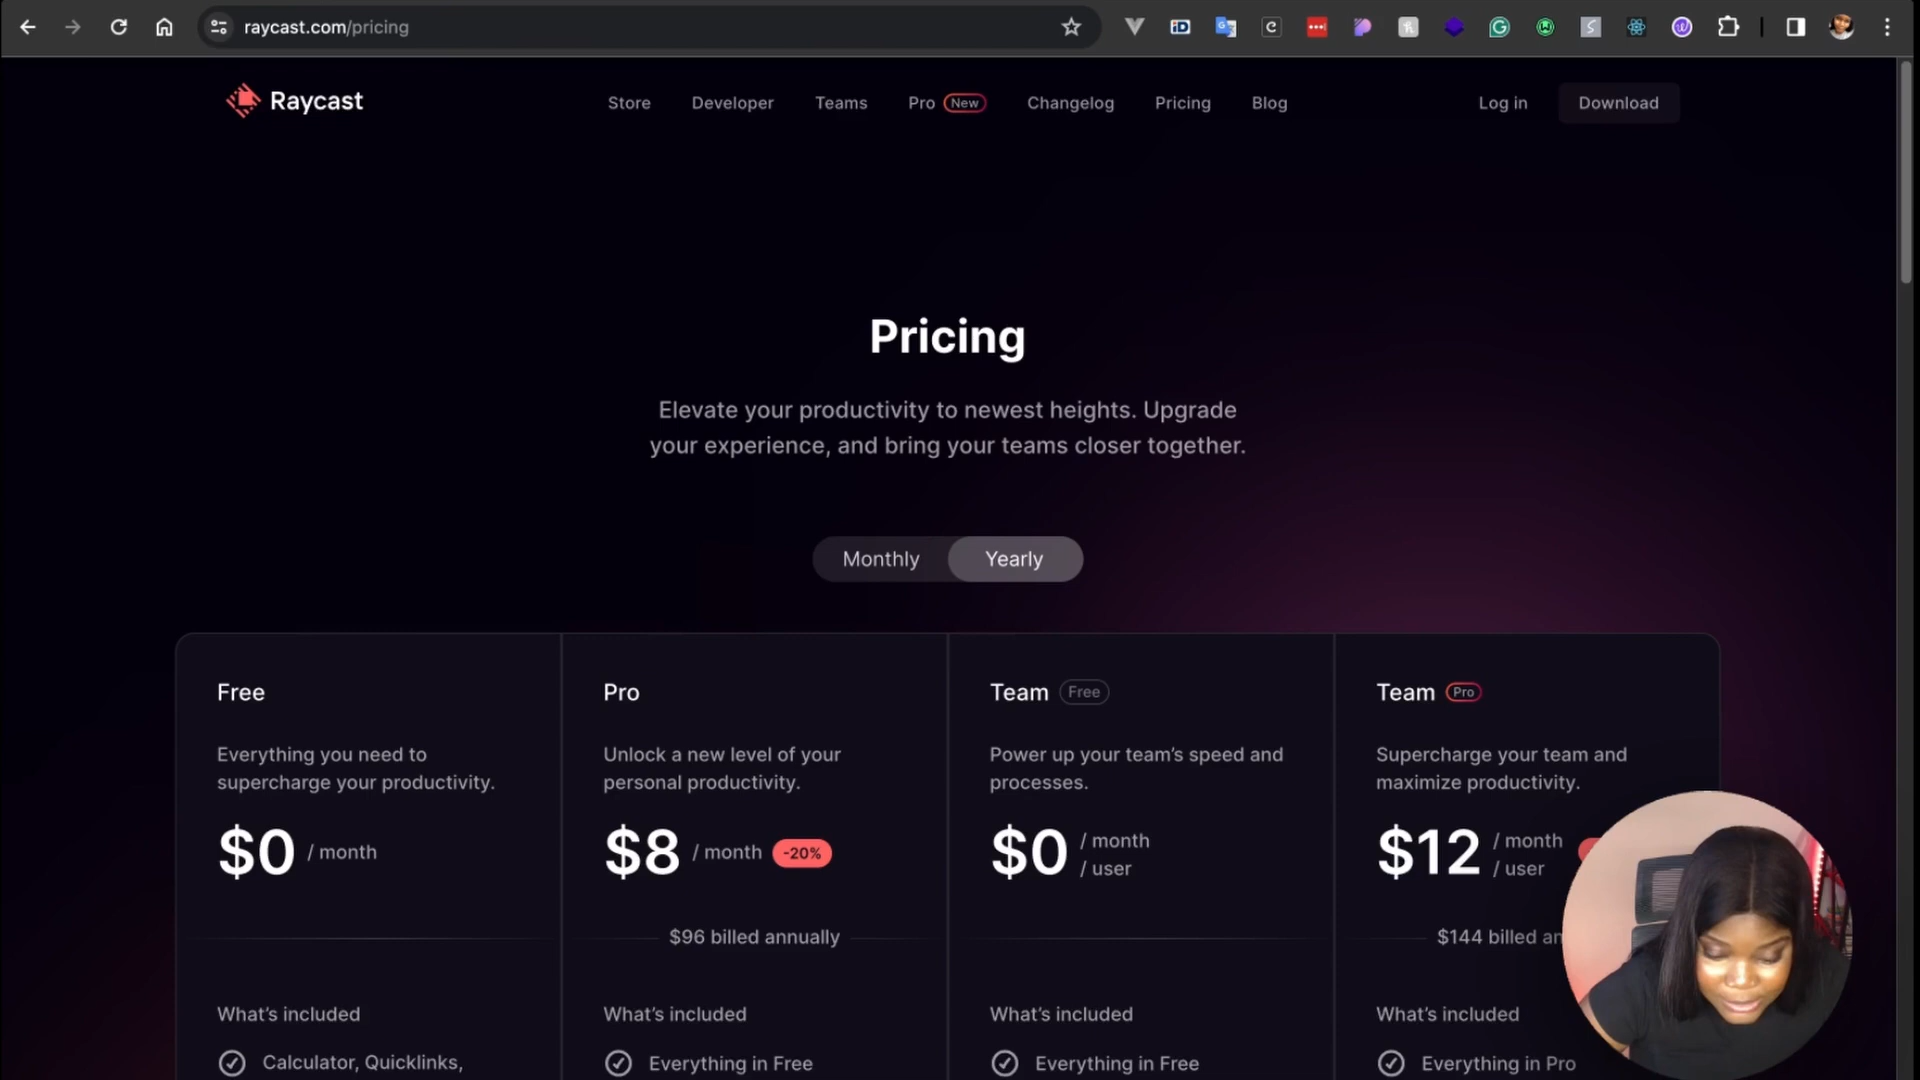 raycast.com/pricing
Raycast
Store
Developer
Teams
Pro New
Changelog
Pricing
Blog
Log in
Download
Pricing
Elevate your productivity to newest heights. Upgrade
your experience, and bring your teams closer together.
Monthly
Yearly
Free
Everything you need to
supercharge your productivity.
$0 / month
What's included
Calculator, Quicklinks,
Pro
Unlock a new level of your
personal productivity.
$8 / month -20%
$96 billed annually
What's included
Everything in Free
Team Free
Power up your team's speed and
processes.
$0 / month
/ user
What's included
Everything in Free
Team Pro
Supercharge your team and
maximize productivity.
$12 / month
/ user
$144 billed an
What's included
Everything in Pro